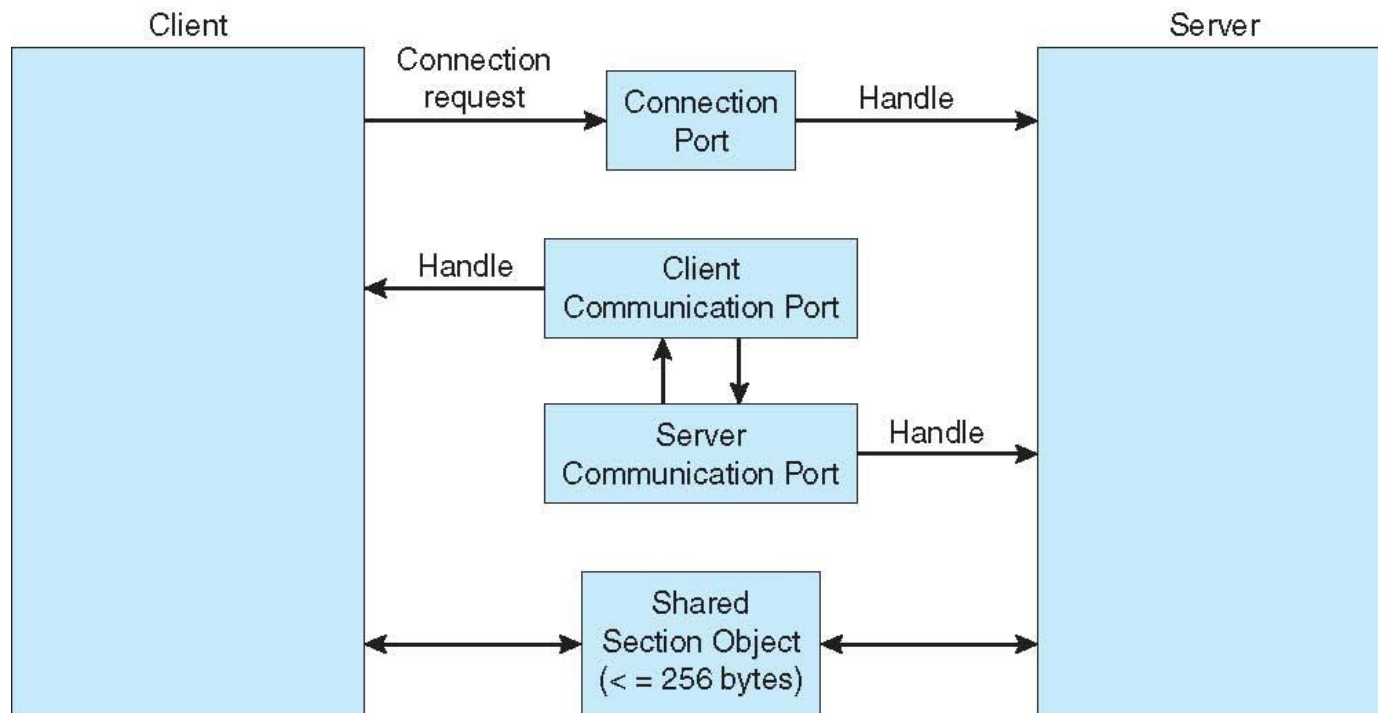 Client
Server
Connection
request
Connection
Port
Handle
Handle
Client
Communication Port
Server
Communication Port
Handle
Shared
Section Object
(< = 256 bytes)